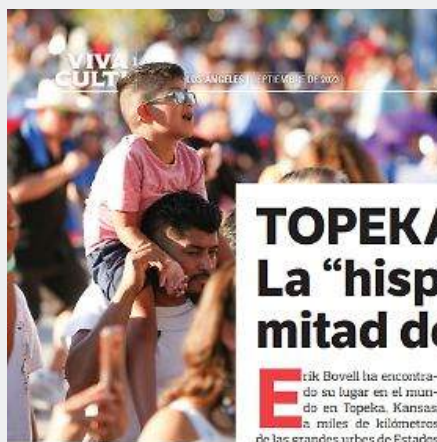 VIVA
CULT
LOS ANGELES | SEPTIEMBRE DE 202
TOPEKA
La “hisp
mitad de
Erik Bovell ha encontra-
do su lugar en el mun-
do en Topeka, Kansas
a miles de kilómetros
de las grandes urbes de Estados